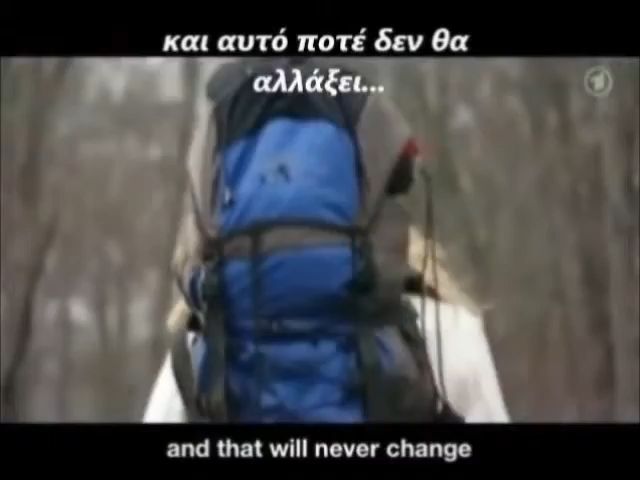 και αυτό ποτέ δεν θα
αλλάξει...
and that will never change